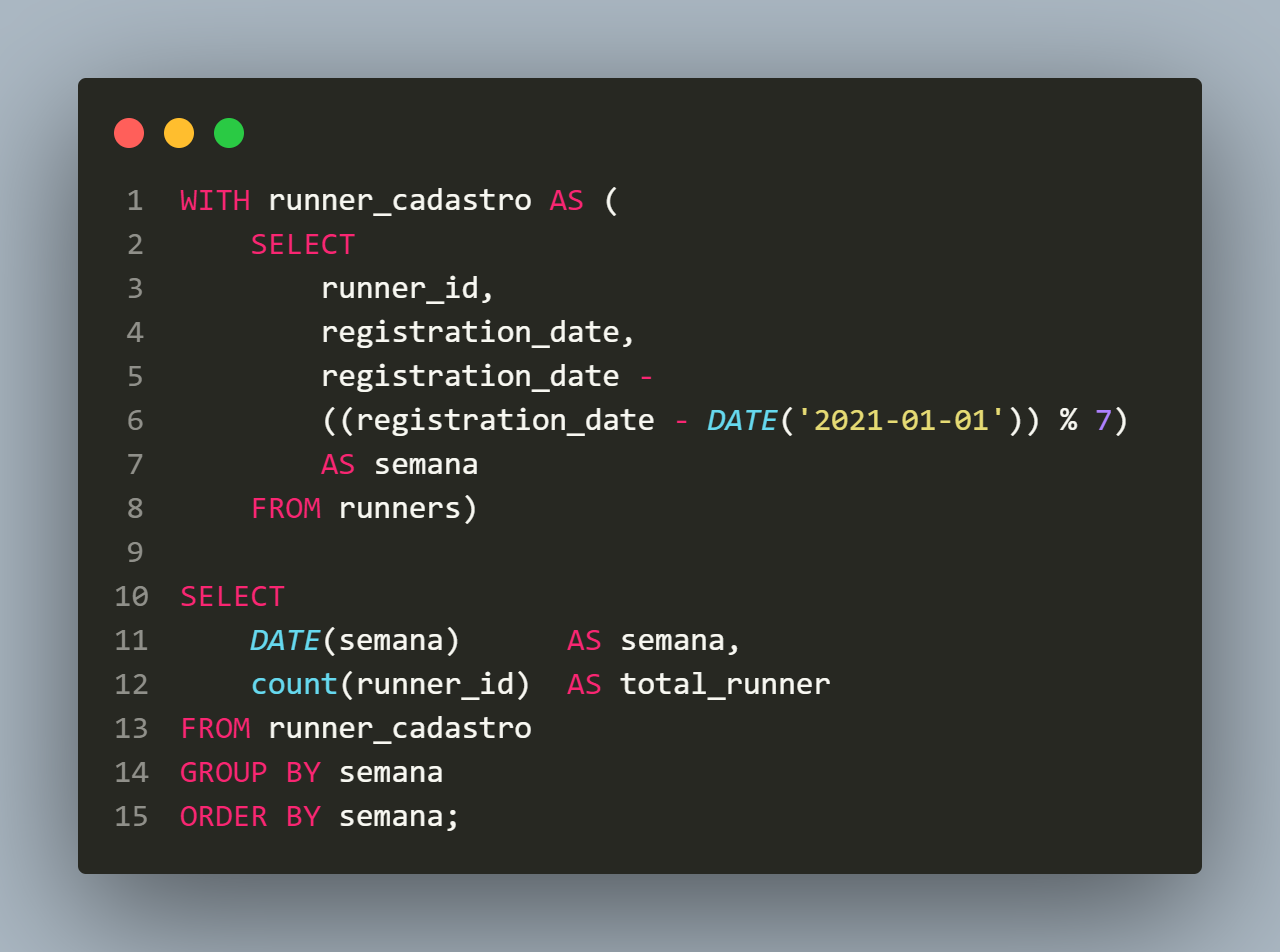 1 WITH runner_cadastro AS (
2     SELECT
3         runner_id,
4         registration_date,
5         registration_date -
6         ((registration_date - DATE('2021-01-01')) % 7)
7         AS semana
8     FROM runners)
9
10 SELECT
11     DATE(semana)      AS semana,
12     count(runner_id)  AS total_runner
13 FROM runner_cadastro
14 GROUP BY semana
15 ORDER BY semana;